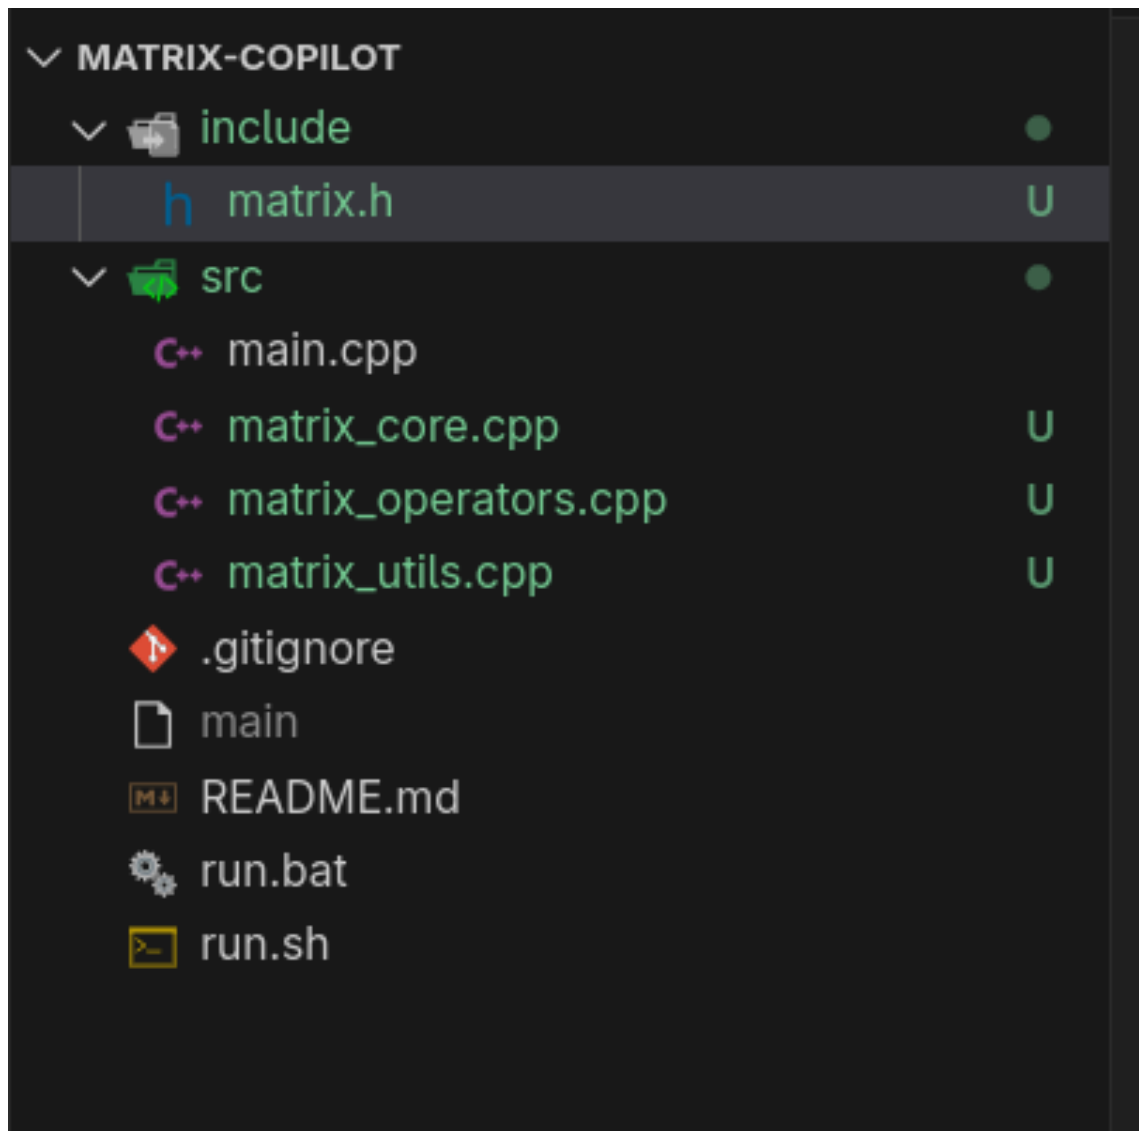 MATRIX-COPILOT
include
h matrix.h U
src
C++ main.cpp
C++ matrix_core.cpp U
C++ matrix_operators.cpp U
C++ matrix_utils.cpp U
.gitignore
main
M README.md
run.bat
>_ run.sh